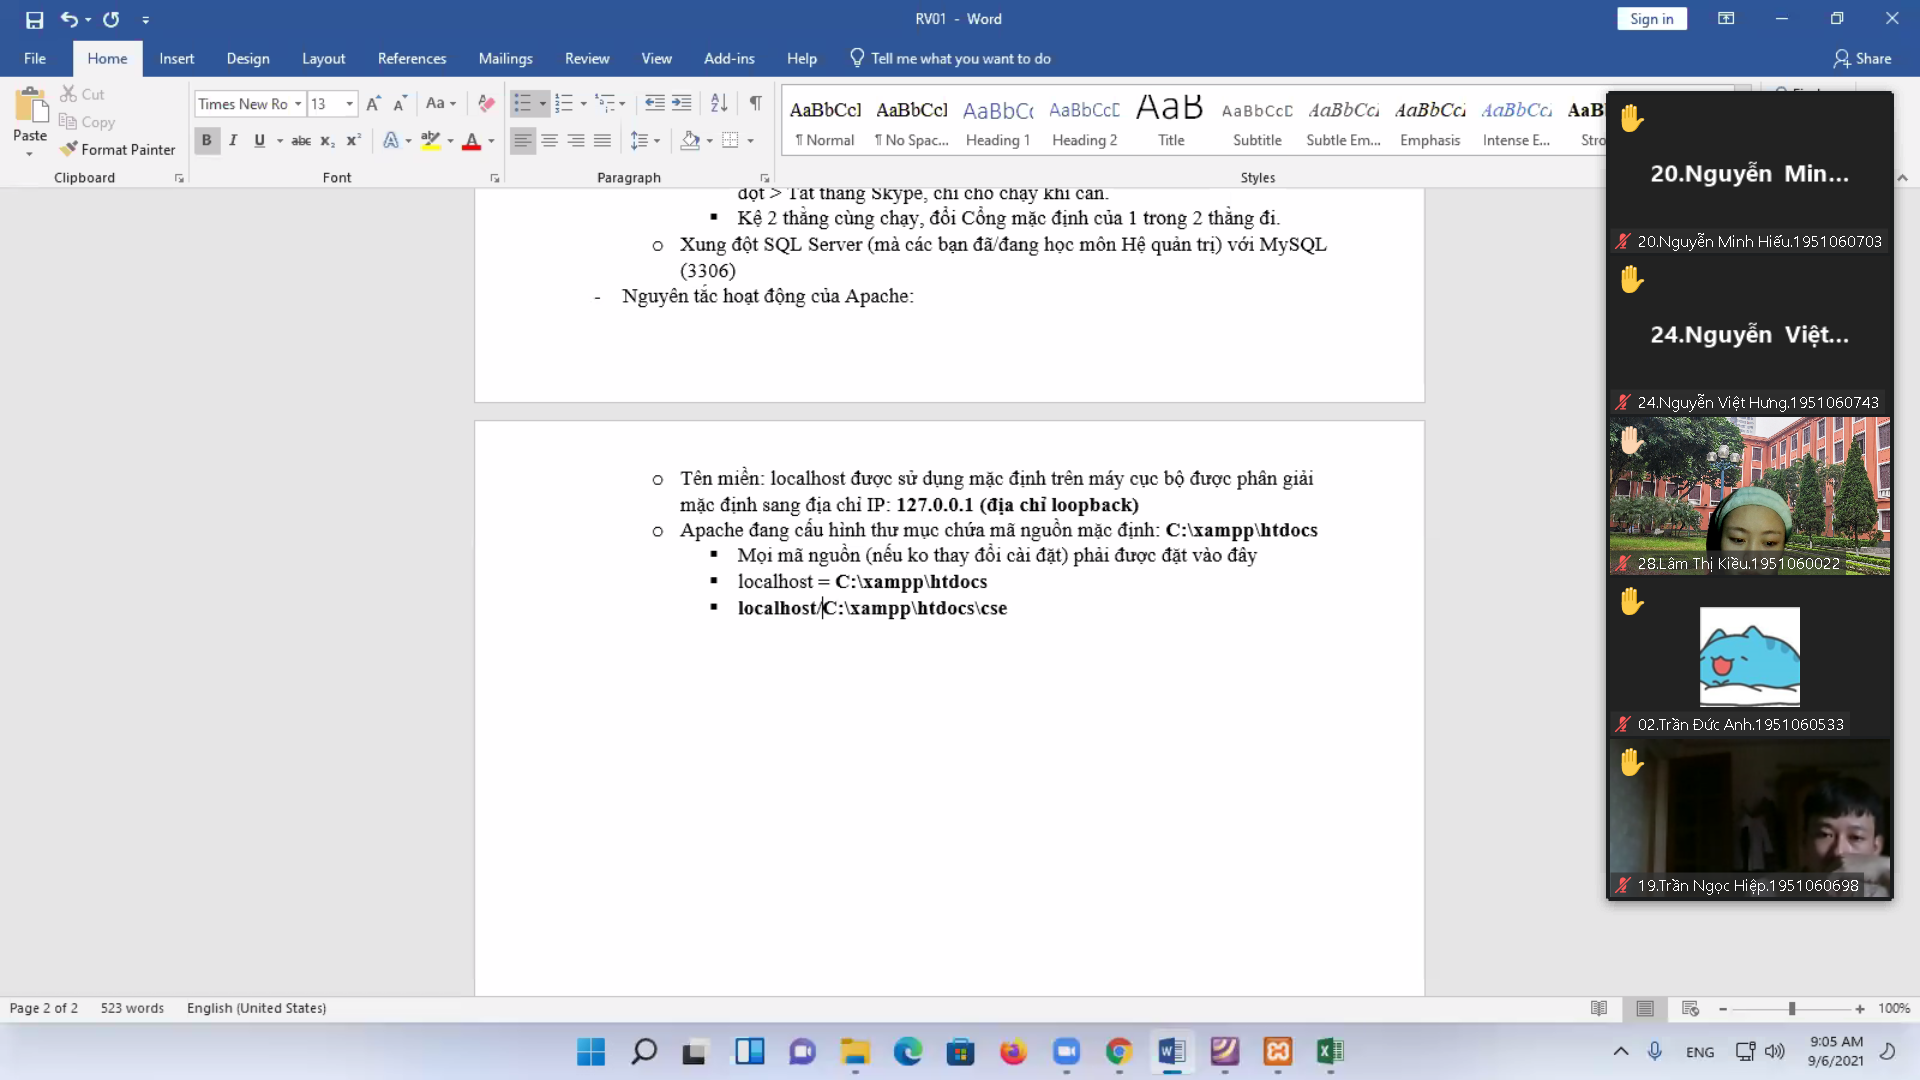 RV01 - Word
Sign in
File Home Insert Design Layout References Mailings Review View Add-ins Help Tell me what you want to do Share
Paste
Cut
Copy
Format Painter
Clipboard
Times New Ro 13
Font
Paragraph
AaBbCcI AaBbCcI AaBbCc AaBbCcD AaB AaBbCcD AaBbCcI AaBbCcI AaBbCcI AaBb
¶ Normal ¶ No Spac... Heading 1 Heading 2 Title Subtitle Subtle Em... Emphasis Intense E... Stro
Styles
đột > Tắt thằng Skype, chỉ cho chạy khi cần.
▪ Kệ 2 thằng cùng chạy, đổi Cổng mặc định của 1 trong 2 thằng đi.
o Xung đột SQL Server (mà các bạn đã/đang học môn Hệ quản trị) với MySQL
(3306)
- Nguyên tắc hoạt động của Apache:
o Tên miền: localhost được sử dụng mặc định trên máy cục bộ được phân giải
mặc định sang địa chỉ IP: 127.0.0.1 (địa chỉ loopback)
o Apache đang cấu hình thư mục chứa mã nguồn mặc định: C:\xampp\htdocs
▪ Mọi mã nguồn (nếu ko thay đổi cài đặt) phải được đặt vào đây
▪ localhost = C:\xampp\htdocs
▪ localhost/C:\xampp\htdocs\cse
20.Nguyễn Min...
20.Nguyễn Minh Hiếu.1951060703
24.Nguyễn Việt...
24.Nguyễn Việt Hưng.1951060743
28.Lâm Thị Kiều.1951060022
02.Trần Đức Anh.1951060533
19.Trần Ngọc Hiệp.1951060698
Page 2 of 2 523 words English (United States)
100%
ENG
9:05 AM
9/6/2021